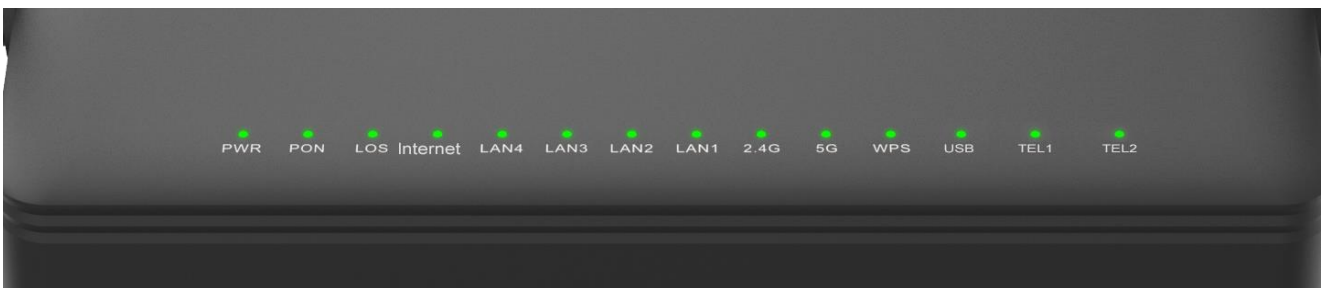 PWR PON LOS Internet LAN4 LAN3 LAN2 LAN1 2.4G 5G WPS USB TEL1 TEL2